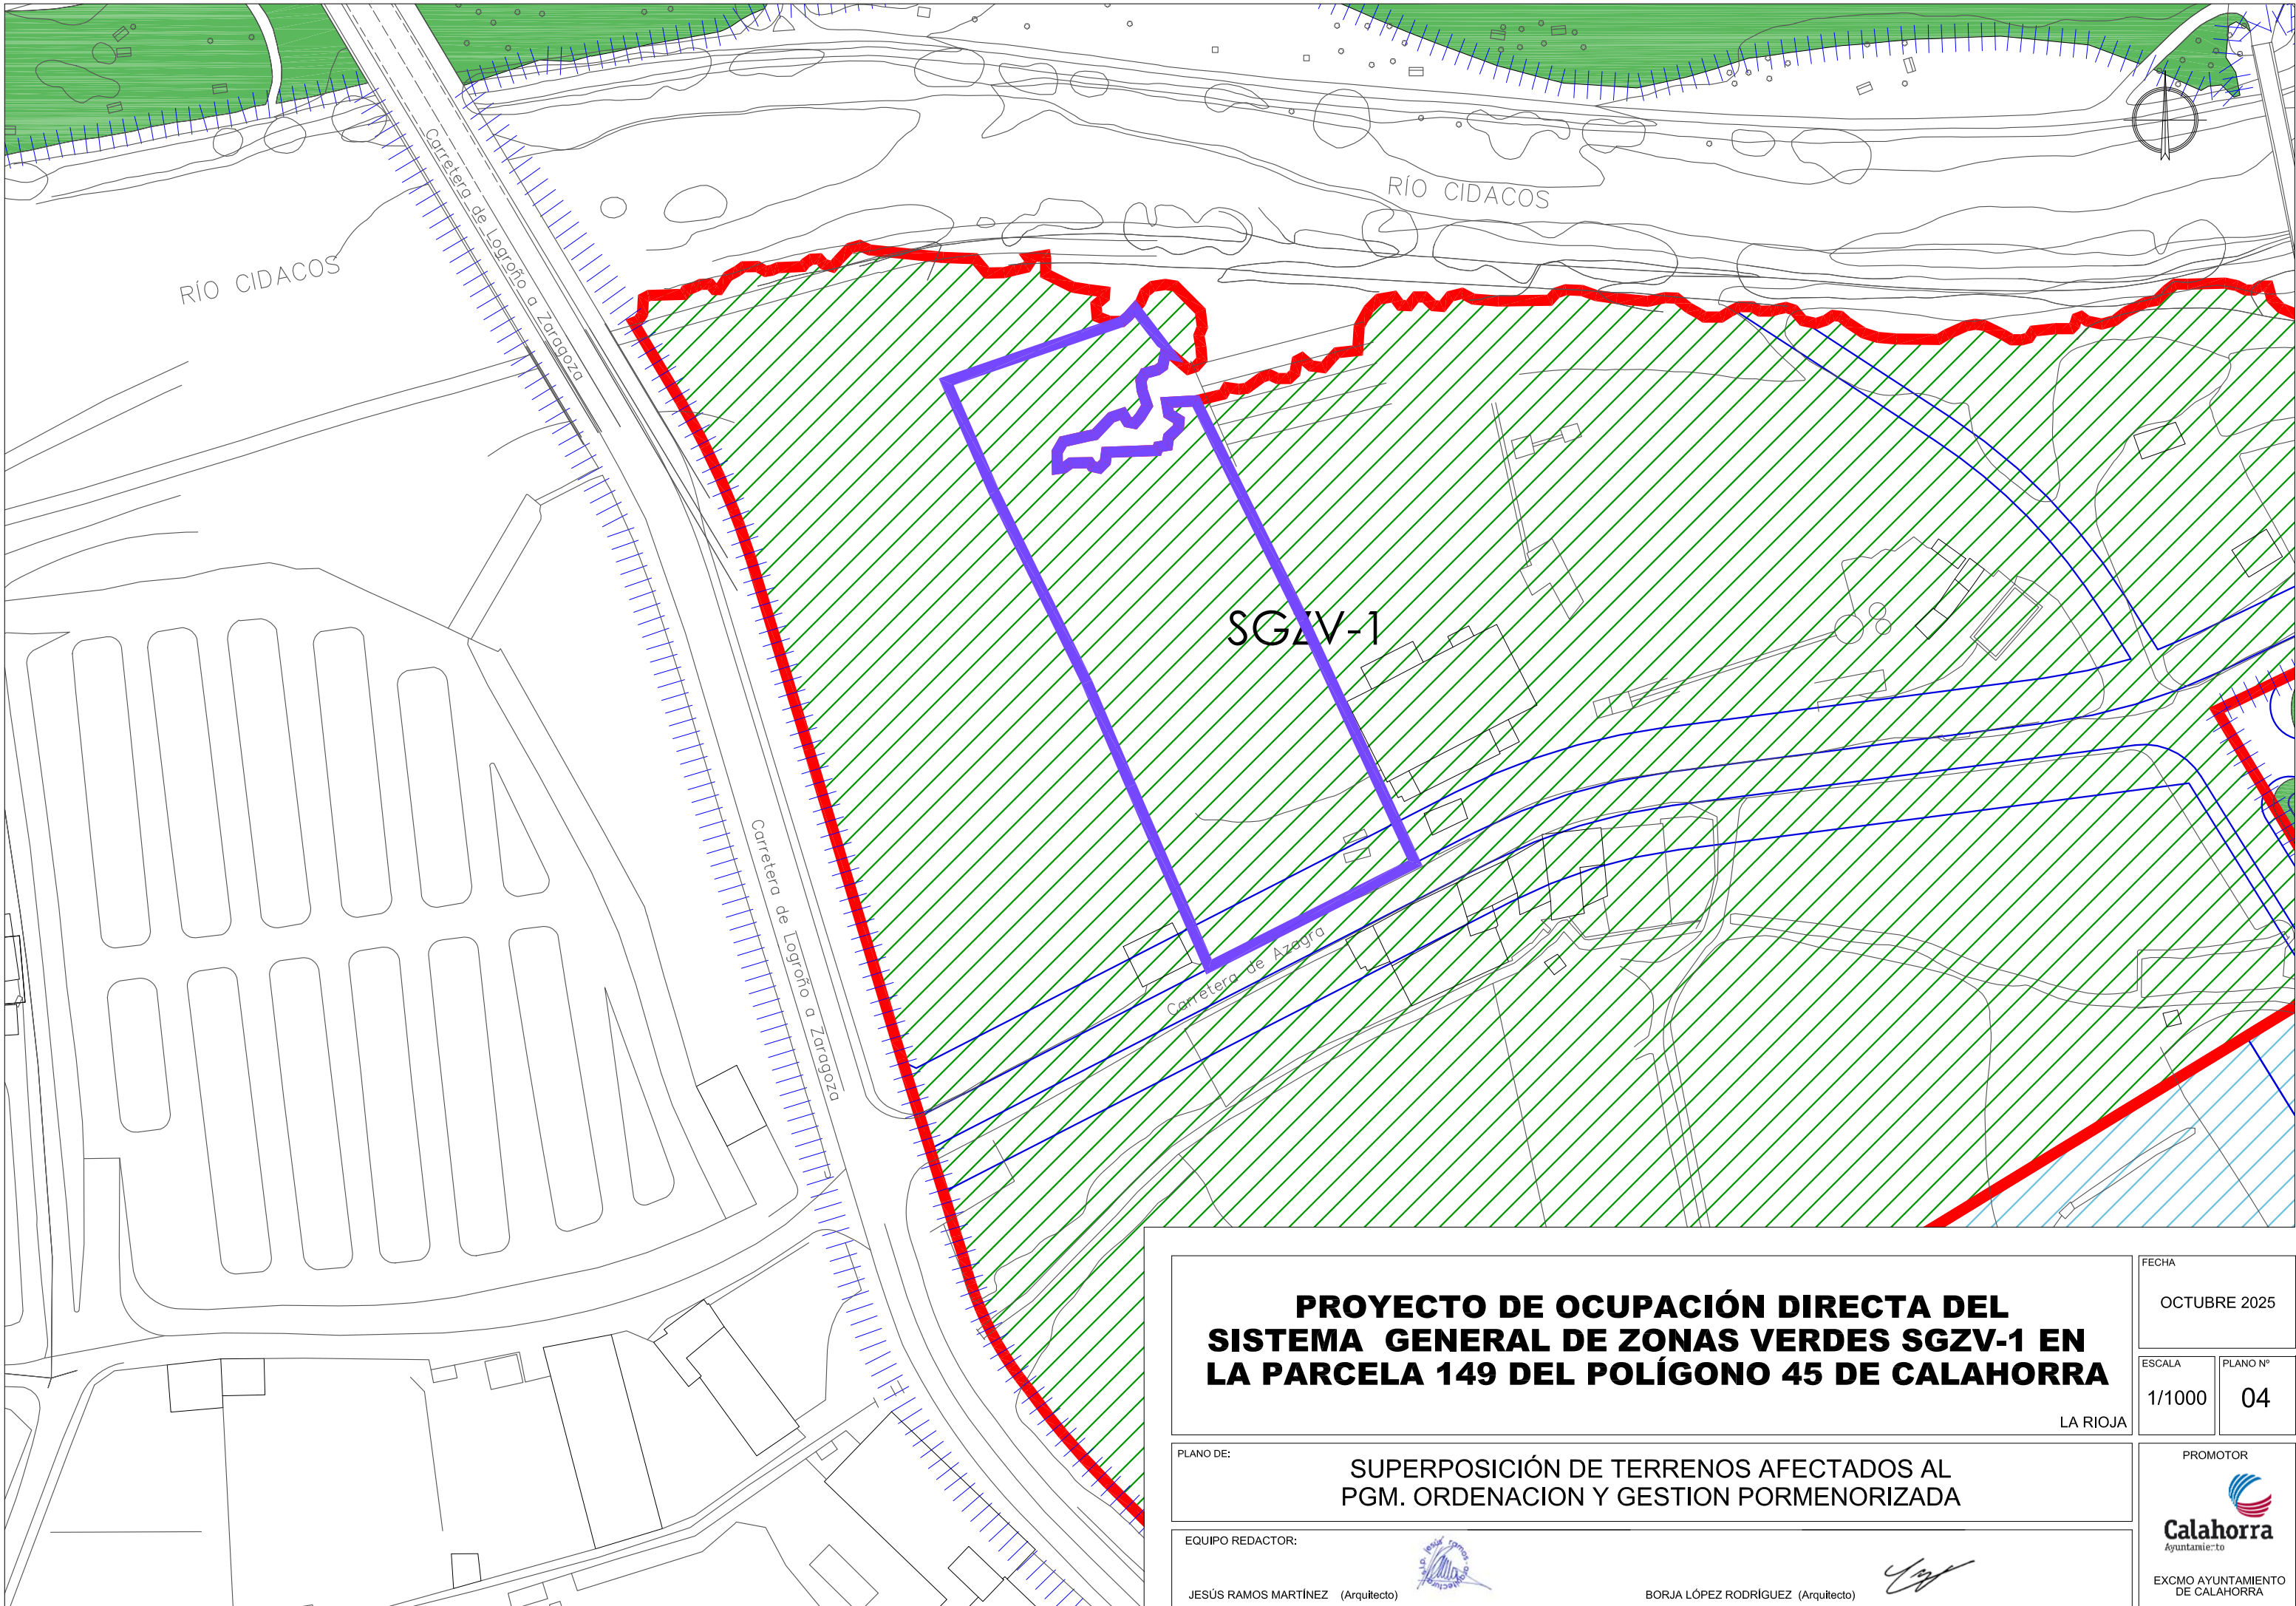 Carretera de Logroño a Zaragoza
RÍO CIDACOS
RÍO CIDACOS
SGZV-1
Carretera de Logroño a Zaragoza
Carretera de Azagra
PROYECTO DE OCUPACIÓN DIRECTA DEL
SISTEMA GENERAL DE ZONAS VERDES SGZV-1 EN
LA PARCELA 149 DEL POLÍGONO 45 DE CALAHORRA
LA RIOJA
FECHA
OCTUBRE 2025
ESCALA
1/1000
PLANO Nº
04
PLANO DE:
SUPERPOSICIÓN DE TERRENOS AFECTADOS AL
PGM. ORDENACION Y GESTION PORMENORIZADA
PROMOTOR
Calahorra
Ayuntamiento
EXCMO AYUNTAMIENTO
DE CALAHORRA
EQUIPO REDACTOR:
JESÚS RAMOS MARTÍNEZ (Arquitecto)
jesús ramos
BORJA LÓPEZ RODRÍGUEZ (Arquitecto)